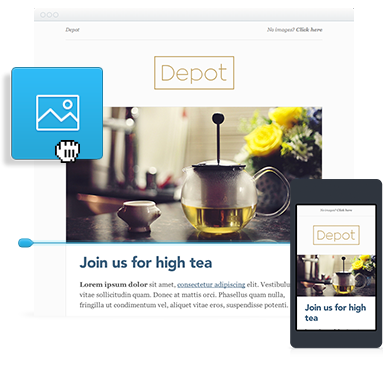 Depot
No images? Click here
Depot
Join us for high tea
Lorem ipsum dolor sit amet, consectetur adipiscing elit. Vestibulu
vitae sollicitudin quam. Donec at mattis orci. Phasellus quam nulla,
fringilla ut condimentum vel, aliquet vitae eros, suspendisse potenti.
No images? Click here
Depot
Join us for high
tea